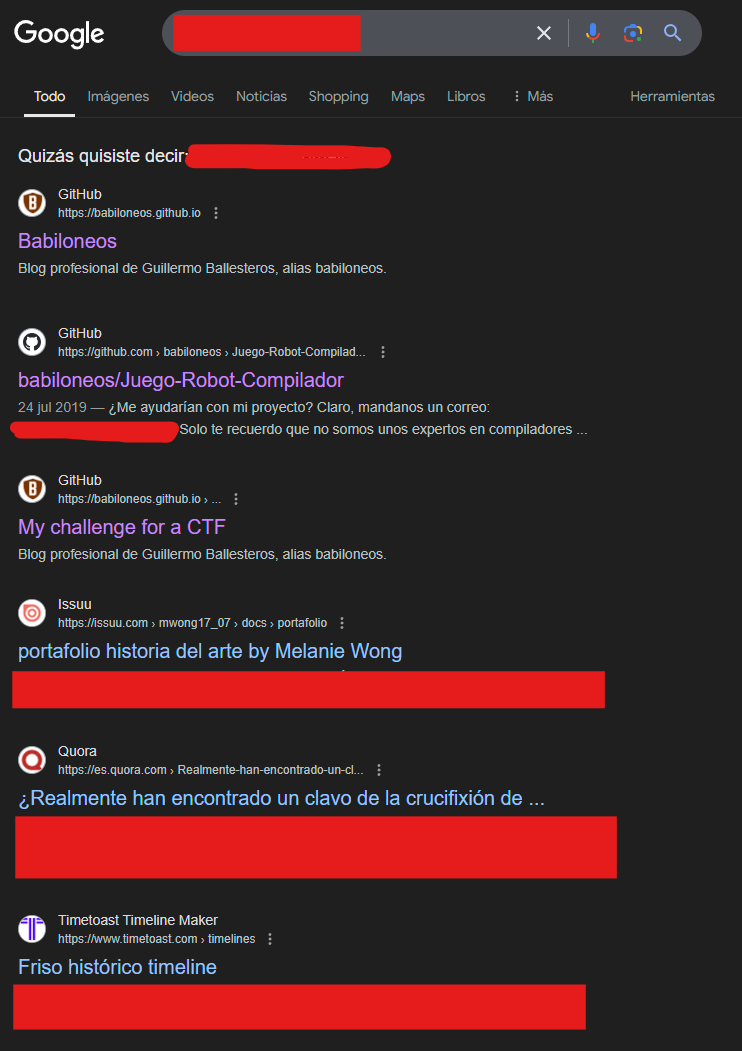 Google
Todo Imágenes Videos Noticias Shopping Maps Libros Más Herramientas
Quizás quisiste decir:
GitHub
https://babiloneos.github.io
Babiloneos
Blog profesional de Guillermo Ballesteros, alias babiloneos.
GitHub
https://github.com › babiloneos › Juego-Robot-Compilad...
babiloneos/Juego-Robot-Compilador
24 jul 2019 — ¿Me ayudarían con mi proyecto? Claro, mandanos un correo:
Solo te recuerdo que no somos unos expertos en compiladores ...
GitHub
https://babiloneos.github.io › ...
My challenge for a CTF
Blog profesional de Guillermo Ballesteros, alias babiloneos.
Issuu
https://issuu.com › mwong17_07 › docs › portafolio
portafolio historia del arte by Melanie Wong
Quora
https://es.quora.com › Realmente-han-encontrado-un-cl...
¿Realmente han encontrado un clavo de la crucifixión de ...
Timetoast Timeline Maker
https://www.timetoast.com › timelines
Friso histórico timeline